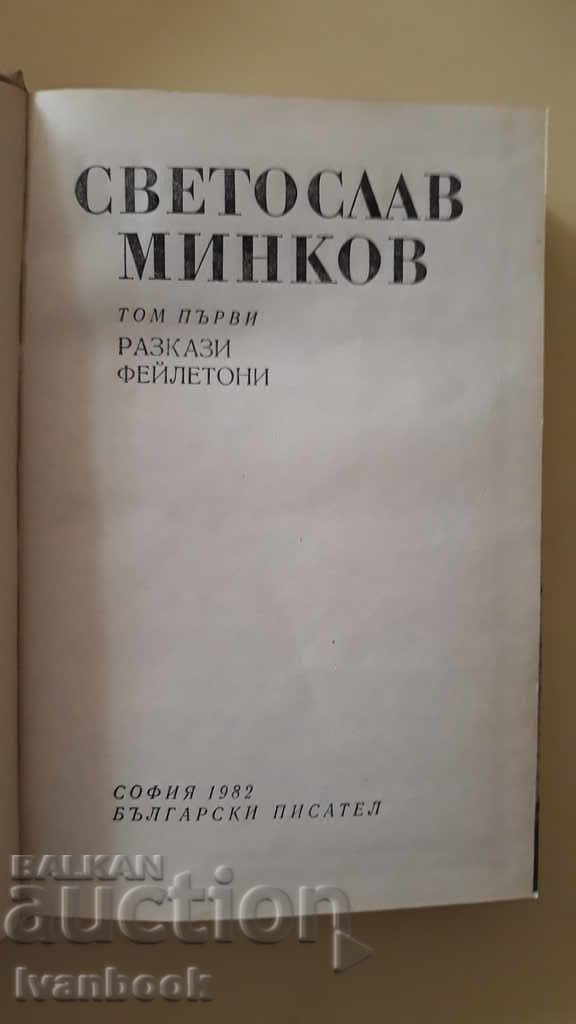 СВЕТОСЛАВ
МИНКОВ
ТОМ ПЪРВИ
РАЗКАЗИ
ФЕЙЛЕТОНИ
СОФИЯ 1982
БЪЛГАРСКИ ПИСАТЕЛ
BALKAN
auction
Ivanbook